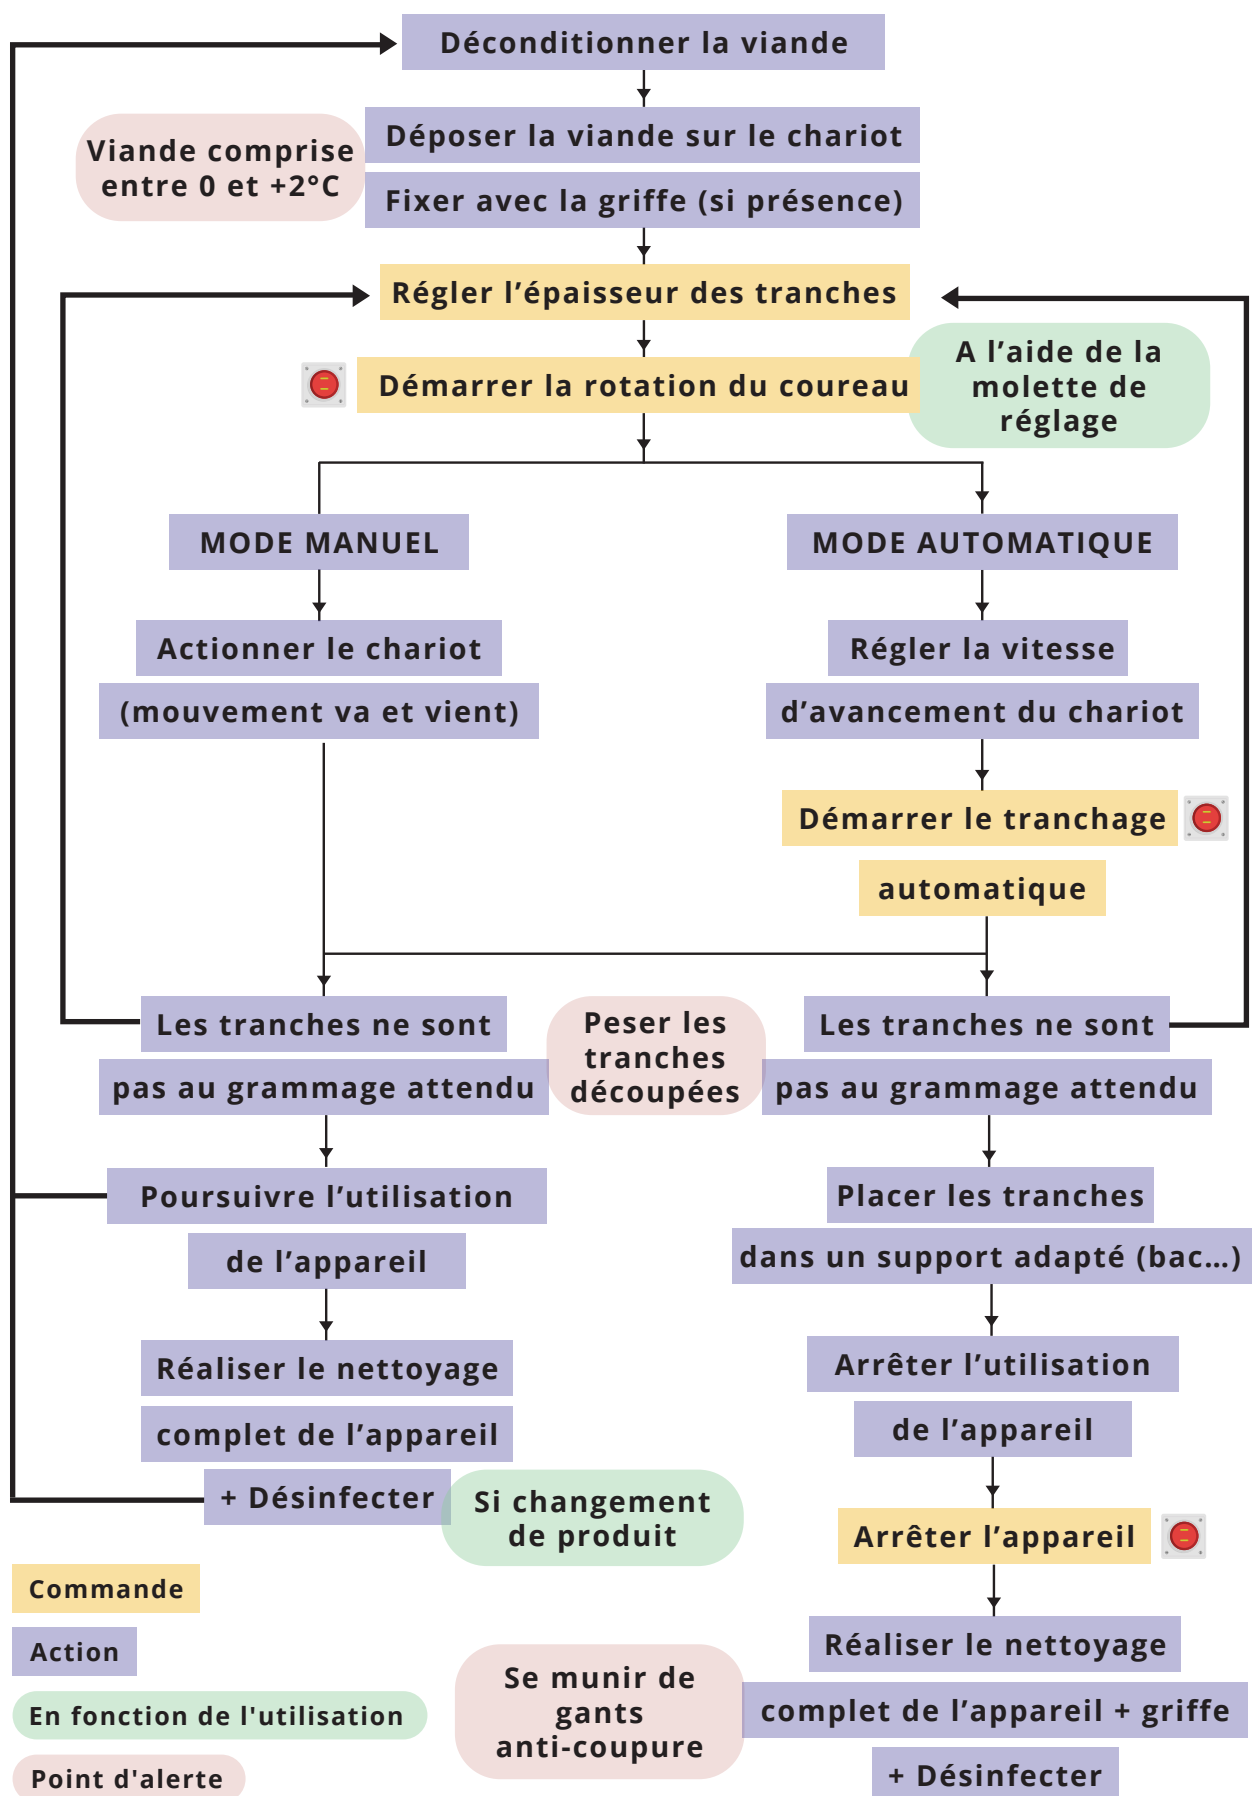 Déconditionner la viande
Viande comprise
entre 0 et +2°C
Déposer la viande sur le chariot
Fixer avec la griffe (si présence)
Régler l’épaisseur des tranches
Démarrer la rotation du coureau
A l’aide de la
molette de
réglage
MODE MANUEL
Actionner le chariot
(mouvement va et vient)
MODE AUTOMATIQUE
Régler la vitesse
d’avancement du chariot
Démarrer le tranchage
automatique
Les tranches ne sont
pas au grammage attendu
Peser les
tranches
découpées
Les tranches ne sont
pas au grammage attendu
Poursuivre l’utilisation
de l’appareil
Réaliser le nettoyage
complet de l’appareil
+ Désinfecter
Si changement
de produit
Placer les tranches
dans un support adapté (bac...)
Arrêter l’utilisation
de l’appareil
Arrêter l’appareil
Réaliser le nettoyage
complet de l’appareil + griffe
+ Désinfecter
Se munir de
gants
anti-coupure
Commande
Action
En fonction de l'utilisation
Point d'alerte